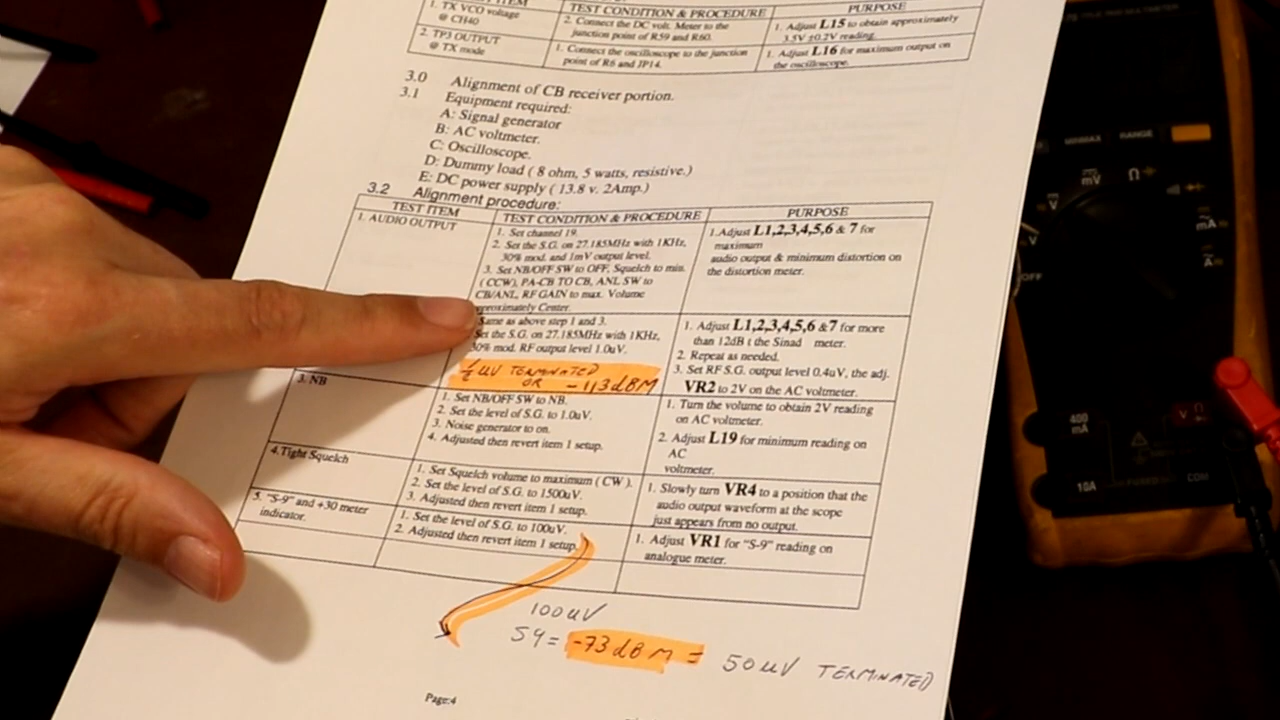 TEST ITEM TEST CONDITION & PROCEDURE PURPOSE
1. TX VCO voltage
@ CH40
2. Connect the DC volt. Meter to the
junction point of R59 and R60.
1. Adjust L15 to obtain approximately
3.5V ±0.2V reading.
2. TP3 OUTPUT
@ TX mode
1. Connect the oscilloscope to the junction
point of R6 and JP14.
1. Adjust L16 for maximum output on
the oscilloscope.
3.0 Alignment of CB receiver portion.
3.1 Equipment required:
A: Signal generator
B: AC voltmeter.
C: Oscilloscope.
D: Dummy load ( 8 ohm, 5 watts, resistive.)
E: DC power supply ( 13.8 v. 2Amp.)
3.2 Alignment procedure:
TEST ITEM TEST CONDITION & PROCEDURE PURPOSE
1. AUDIO OUTPUT
1. Set channel 19.
2. Set the S.G. on 27.185MHz with 1KHz,
30% mod. and 1mV output level.
3. Set NB/OFF SW to OFF, Squelch to min.
( CCW), PA-CB TO CB, ANL SW to
CB/ANL, RF GAIN to max. Volume
Center.
1.Adjust L1,2,3,4,5,6 & 7 for
maximum
audio output & minimum distortion on
the distortion meter.
Same as above step 1 and 3.
Set the S.G. on 27.185MHz with 1KHz,
30% mod. RF output level 1.0uV.
½ uV TERMINATED
OR -113dBM
1. Adjust L1,2,3,4,5,6 &7 for more
than 12dB t the Sinad meter.
2. Repeat as needed.
3. Set RF S.G. output level 0.4uV, the adj.
VR2 to 2V on the AC voltmeter.
3. NB
1. Set NB/OFF SW to NB.
2. Set the level of S.G. to 1.0uV.
3. Noise generator to on.
4. Adjusted then revert item 1 setup.
1. Turn the volume to obtain 2V reading
on AC voltmeter.
2. Adjust L19 for minimum reading on
AC
voltmeter.
4.Tight Squelch
1. Set Squelch volume to maximum ( CW ).
2. Set the level of S.G. to 1500uV.
3. Adjusted then revert item 1 setup.
1. Slowly turn VR4 to a position that the
audio output waveform at the scope
just appears from no output.
5. "S-9" and +30 meter
indicator.
1. Set the level of S.G. to 100uV.
2. Adjusted then revert item 1 setup.
1. Adjust VR1 for "S-9" reading on
analogue meter.
100uV
S9= -73dBM = 50uV TERMINATED
Page:4
MINMAX RANGE
mV Ω
V
mA
A
V
OFF
400
mA
10A
V Ω
COM